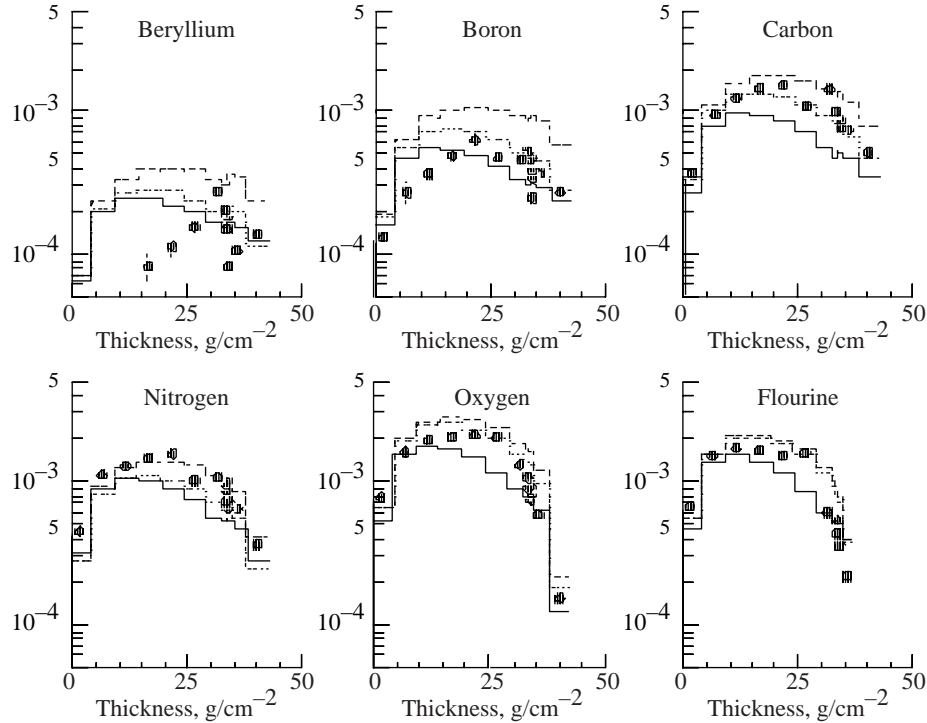 5 Beryllium
10⁻³
5
10⁻⁴
0 25 50
Thickness, g/cm⁻²
5 Boron
10⁻³
5
10⁻⁴
0 25 50
Thickness, g/cm⁻²
5 Carbon
10⁻³
5
10⁻⁴
0 25 50
Thickness, g/cm⁻²
5 Nitrogen
10⁻³
5
10⁻⁴
0 25 50
Thickness, g/cm⁻²
5 Oxygen
10⁻³
5
10⁻⁴
0 25 50
Thickness, g/cm⁻²
5 Flourine
10⁻³
5
10⁻⁴
0 25 50
Thickness, g/cm⁻²